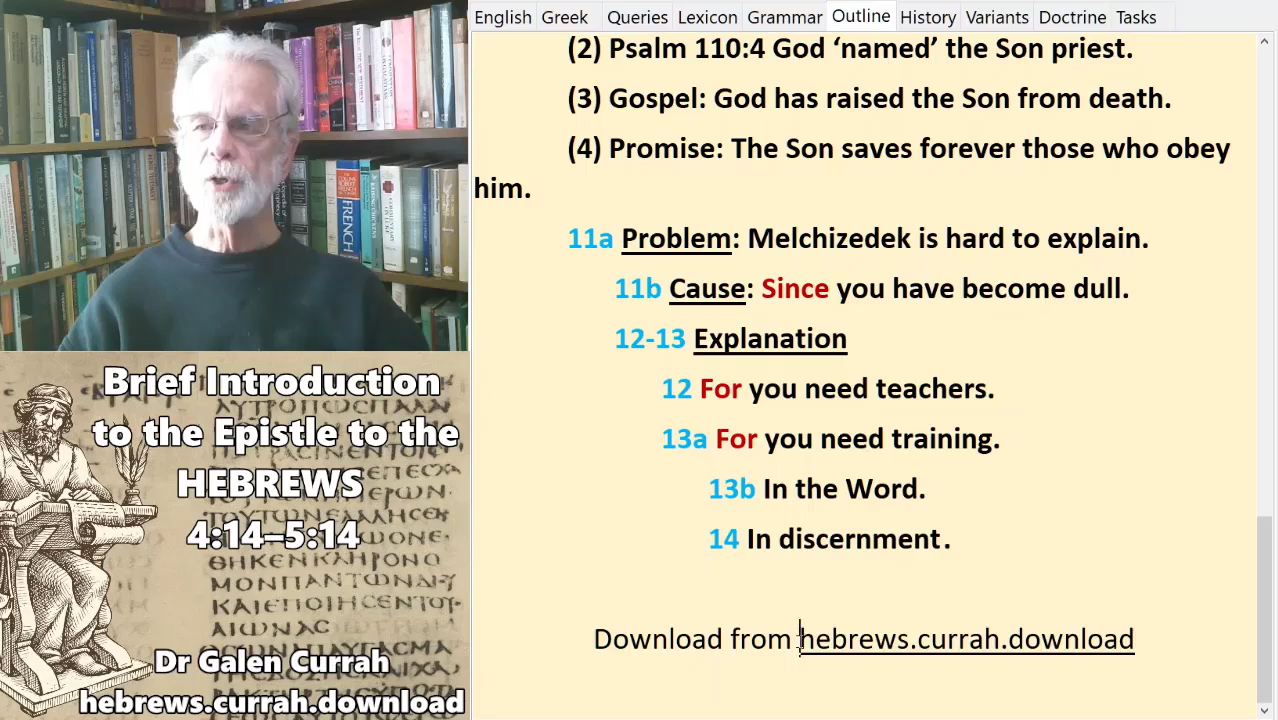 English Greek Queries Lexicon Grammar Outline History Variants Doctrine Tasks
(2) Psalm 110:4 God ‘named’ the Son priest.
(3) Gospel: God has raised the Son from death.
(4) Promise: The Son saves forever those who obey
him.
11a Problem: Melchizedek is hard to explain.
11b Cause: Since you have become dull.
12-13 Explanation
12 For you need teachers.
13a For you need training.
13b In the Word.
14 In discernment.
Download from hebrews.currah.download
FRENCH
Brief Introduction
to the Epistle to the
HEBREWS
4:14–5:14
ΘΗΚΕΝΚΛΗΡΟΝΟ
ΜΟΝΠΑΝΤΩΝΔΙ
ΚΑΙΕΠΟΙΗCΕΝΤΟΥ
ΑΙΩΝΑC
Dr Galen Currah
hebrews.currah.download